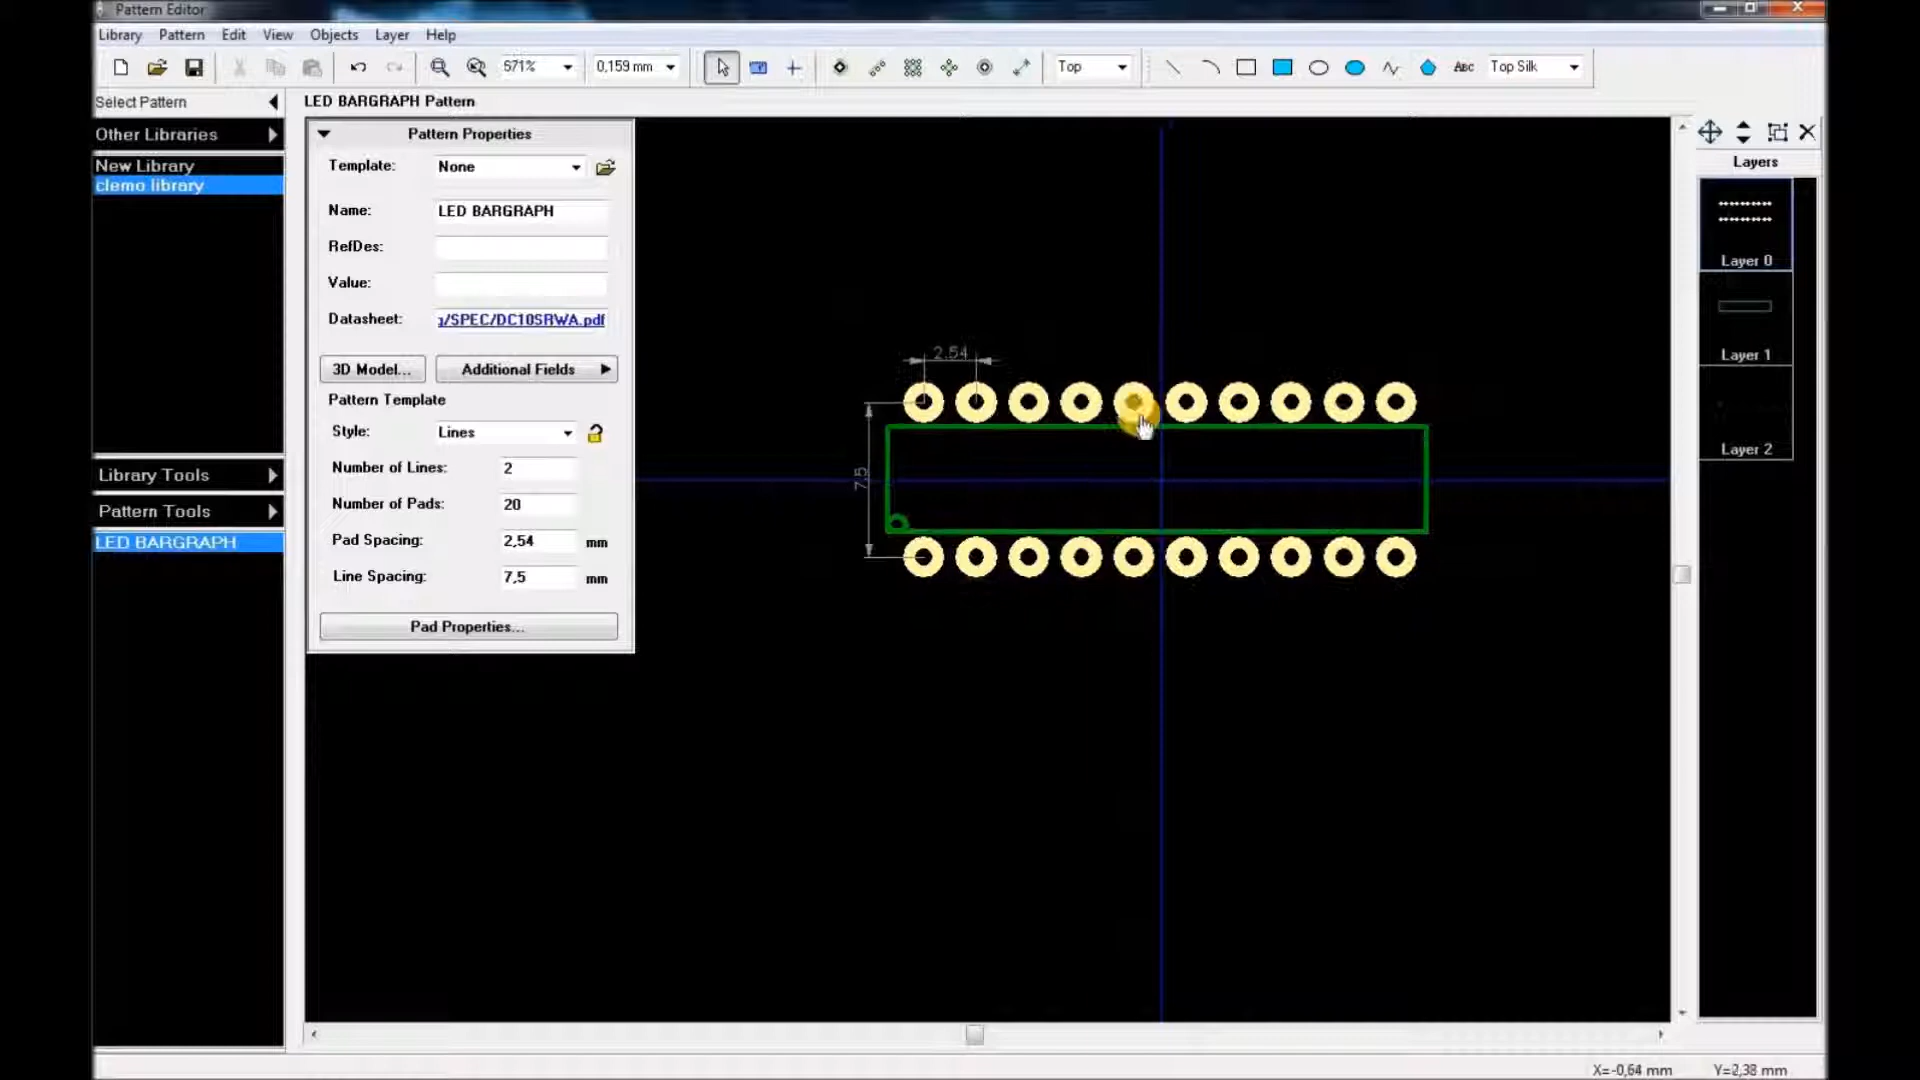 Pattern Editor
Library Pattern Edit View Objects Layer Help
571% 0,159 mm Top Abc Top Silk
Select Pattern
LED BARGRAPH Pattern
Other Libraries
New Library
clemo library
Library Tools
Pattern Tools
LED BARGRAPH
Pattern Properties
Template: None
Name: LED BARGRAPH
RefDes:
Value:
Datasheet: ɡ/SPEC/DC10SRWA.pdf
3D Model... Additional Fields
Pattern Template
Style: Lines
Number of Lines: 2
Number of Pads: 20
Pad Spacing: 2,54 mm
Line Spacing: 7,5 mm
Pad Properties...
2.54
7.5
Layers
Layer 0
Layer 1
Layer 2
X=-0,64 mm Y=2,38 mm